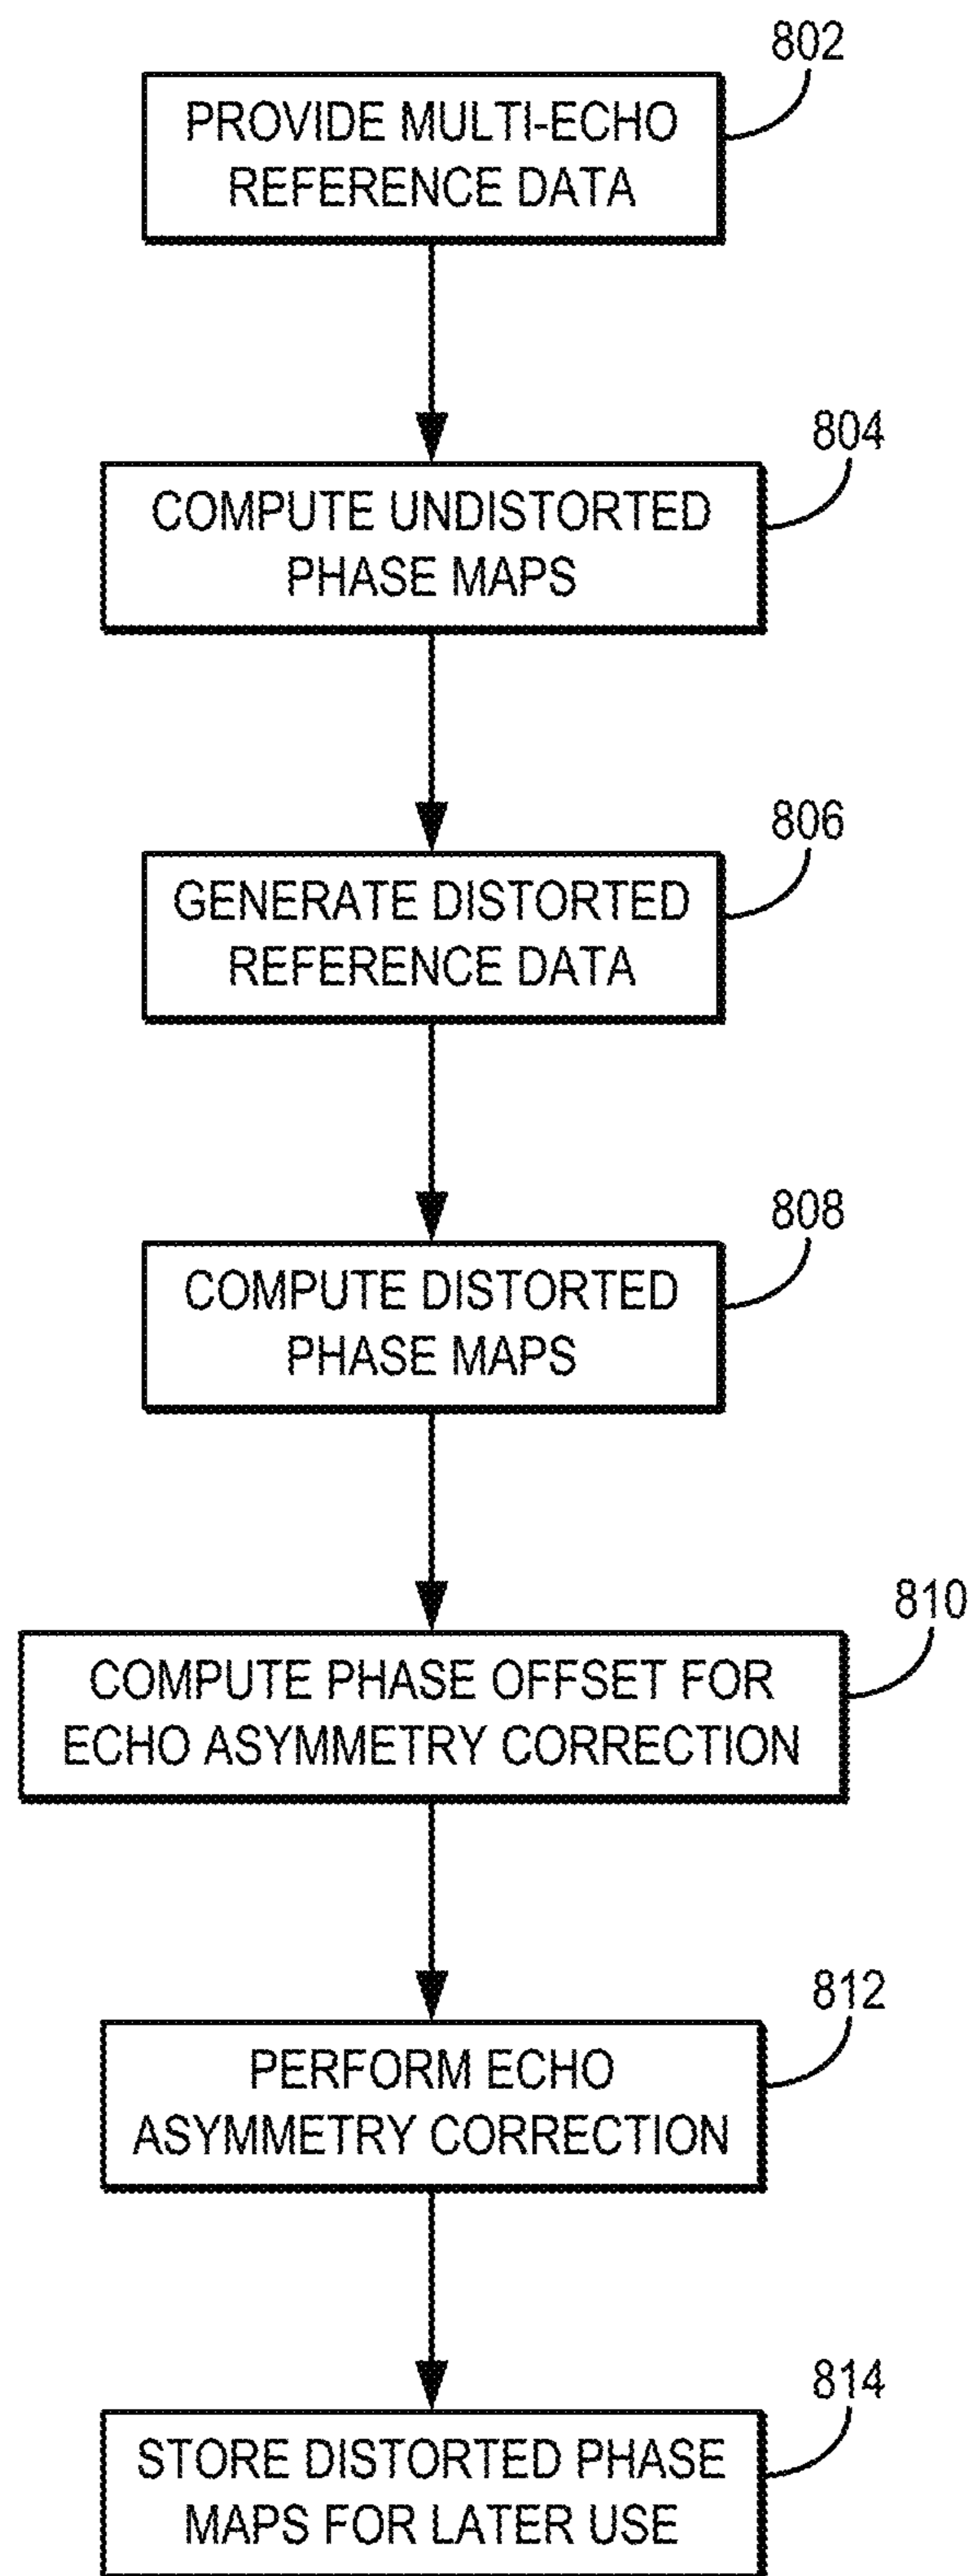 802
PROVIDE MULTI-ECHO
REFERENCE DATA
804
COMPUTE UNDISTORTED
PHASE MAPS
806
GENERATE DISTORTED
REFERENCE DATA
808
COMPUTE DISTORTED
PHASE MAPS
810
COMPUTE PHASE OFFSET FOR
ECHO ASYMMETRY CORRECTION
812
PERFORM ECHO
ASYMMETRY CORRECTION
814
STORE DISTORTED PHASE
MAPS FOR LATER USE